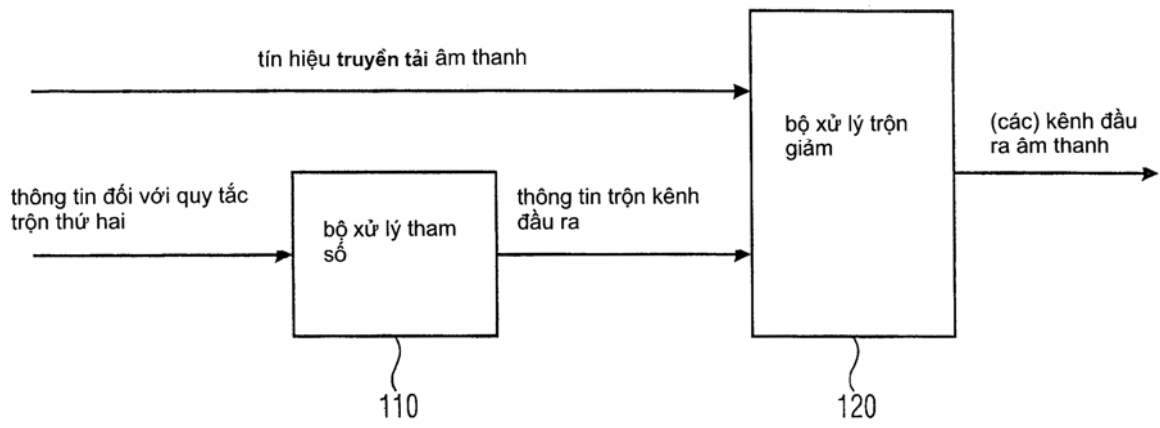 tín hiệu truyền tải âm thanh
bộ xử lý trộn
giảm
(các) kênh đầu
ra âm thanh
thông tin đối với quy tắc
trộn thứ hai
bộ xử lý tham
số
thông tin trộn kênh
đầu ra
110
120